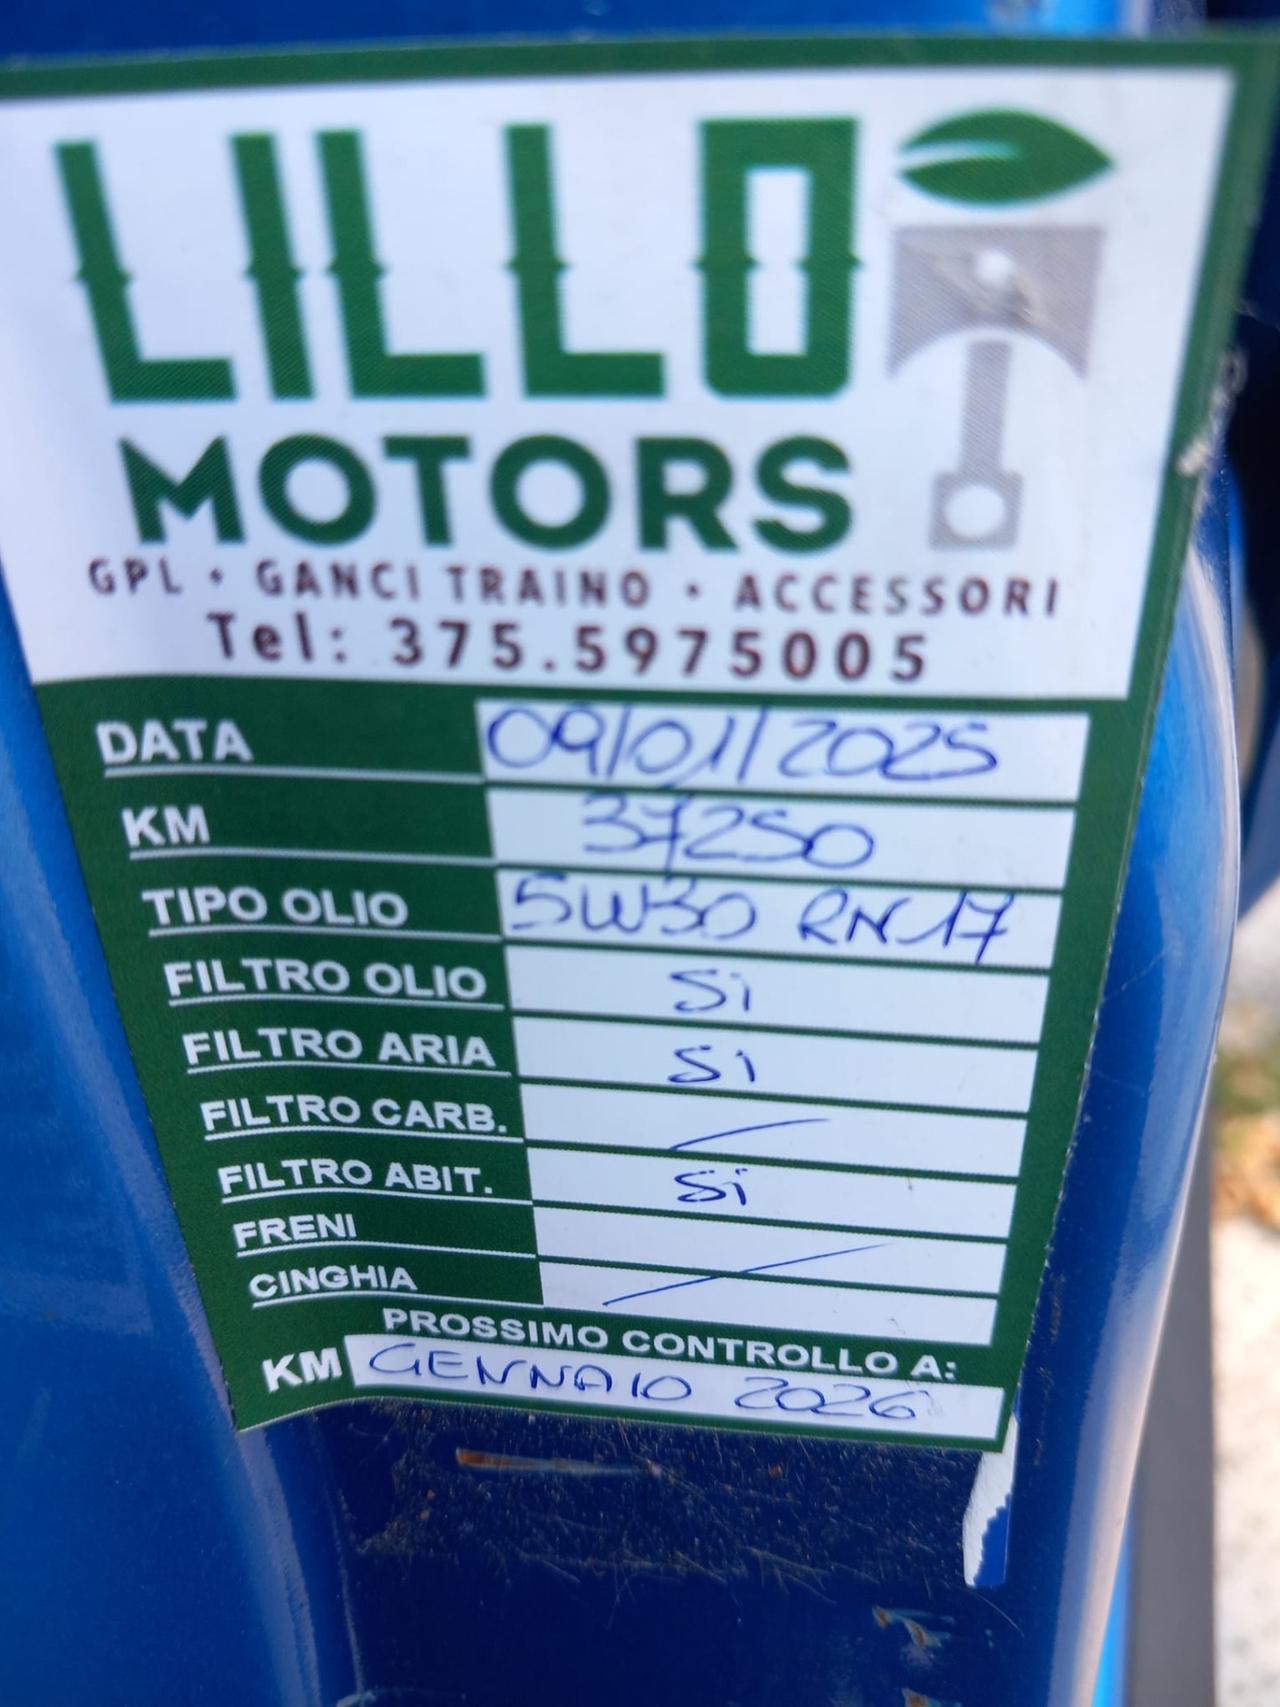 LILLO
MOTORS
GPL • GANCI TRAINO • ACCESSORI
Tel: 375.5975005
DATA 09/01/2025
KM 37250
TIPO OLIO 5W30 RN17
FILTRO OLIO Si
FILTRO ARIA Si
FILTRO CARB.
FILTRO ABIT. Si
FRENI
CINGHIA
PROSSIMO CONTROLLO A:
KM GENNAIO 2026